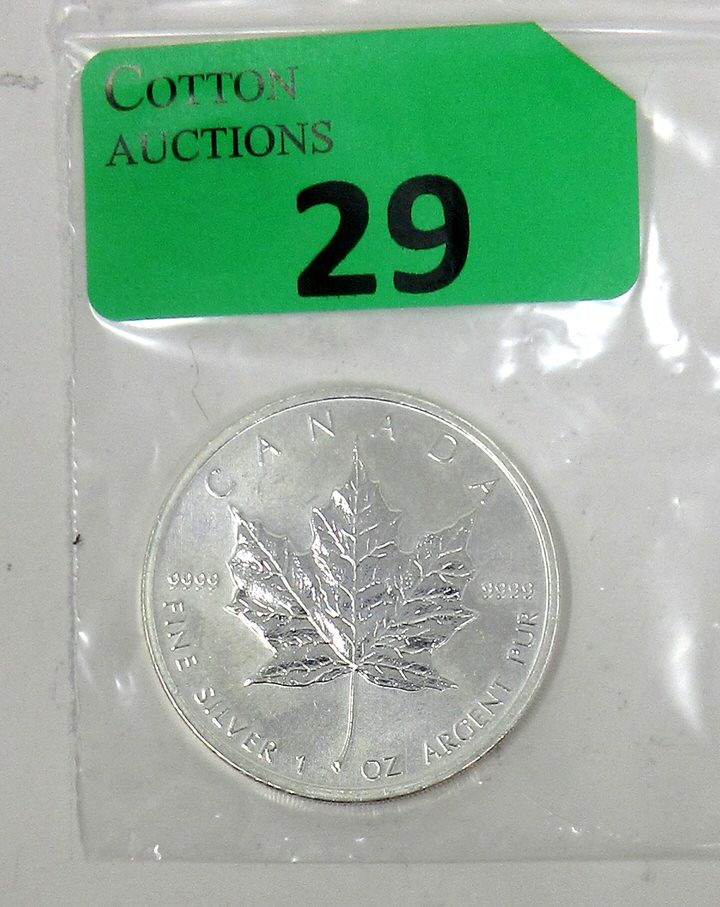 COTTON
AUCTIONS
29
CANADA
9999 9999
FINE SILVER 1 OZ ARGENT PUR